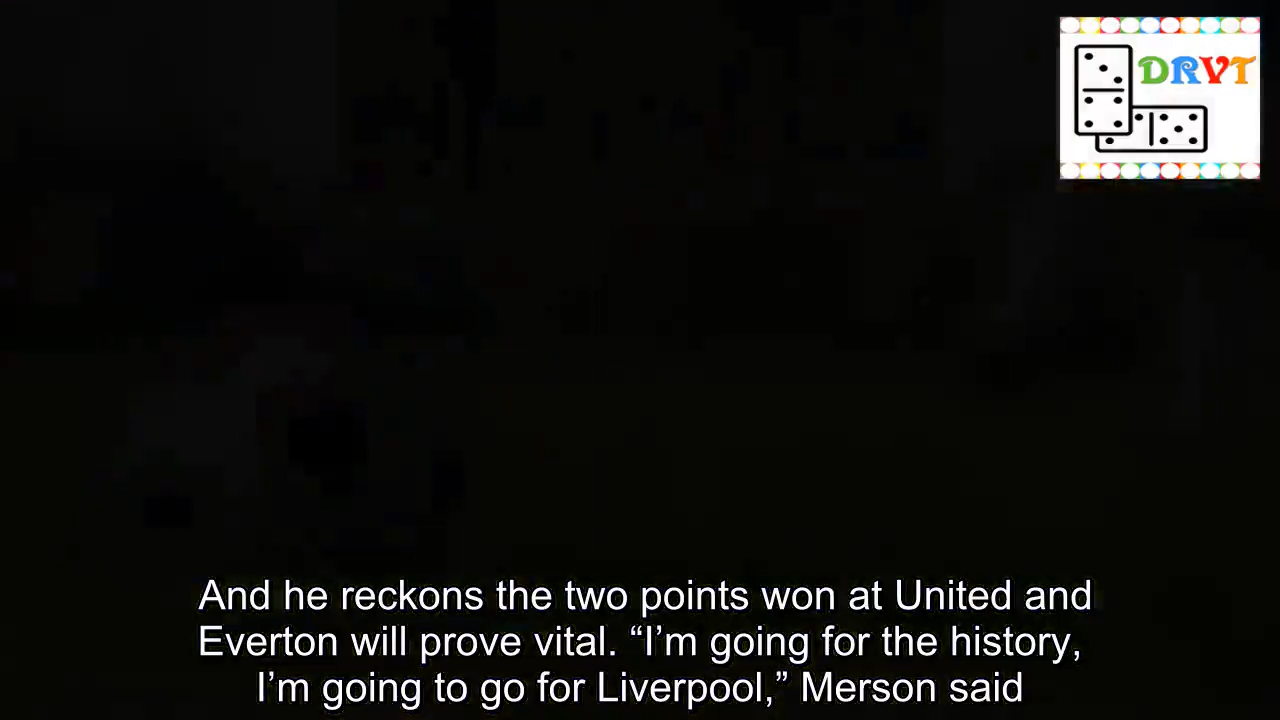 DRVT
And he reckons the two points won at United and
Everton will prove vital. “I’m going for the history,
I’m going to go for Liverpool,” Merson said